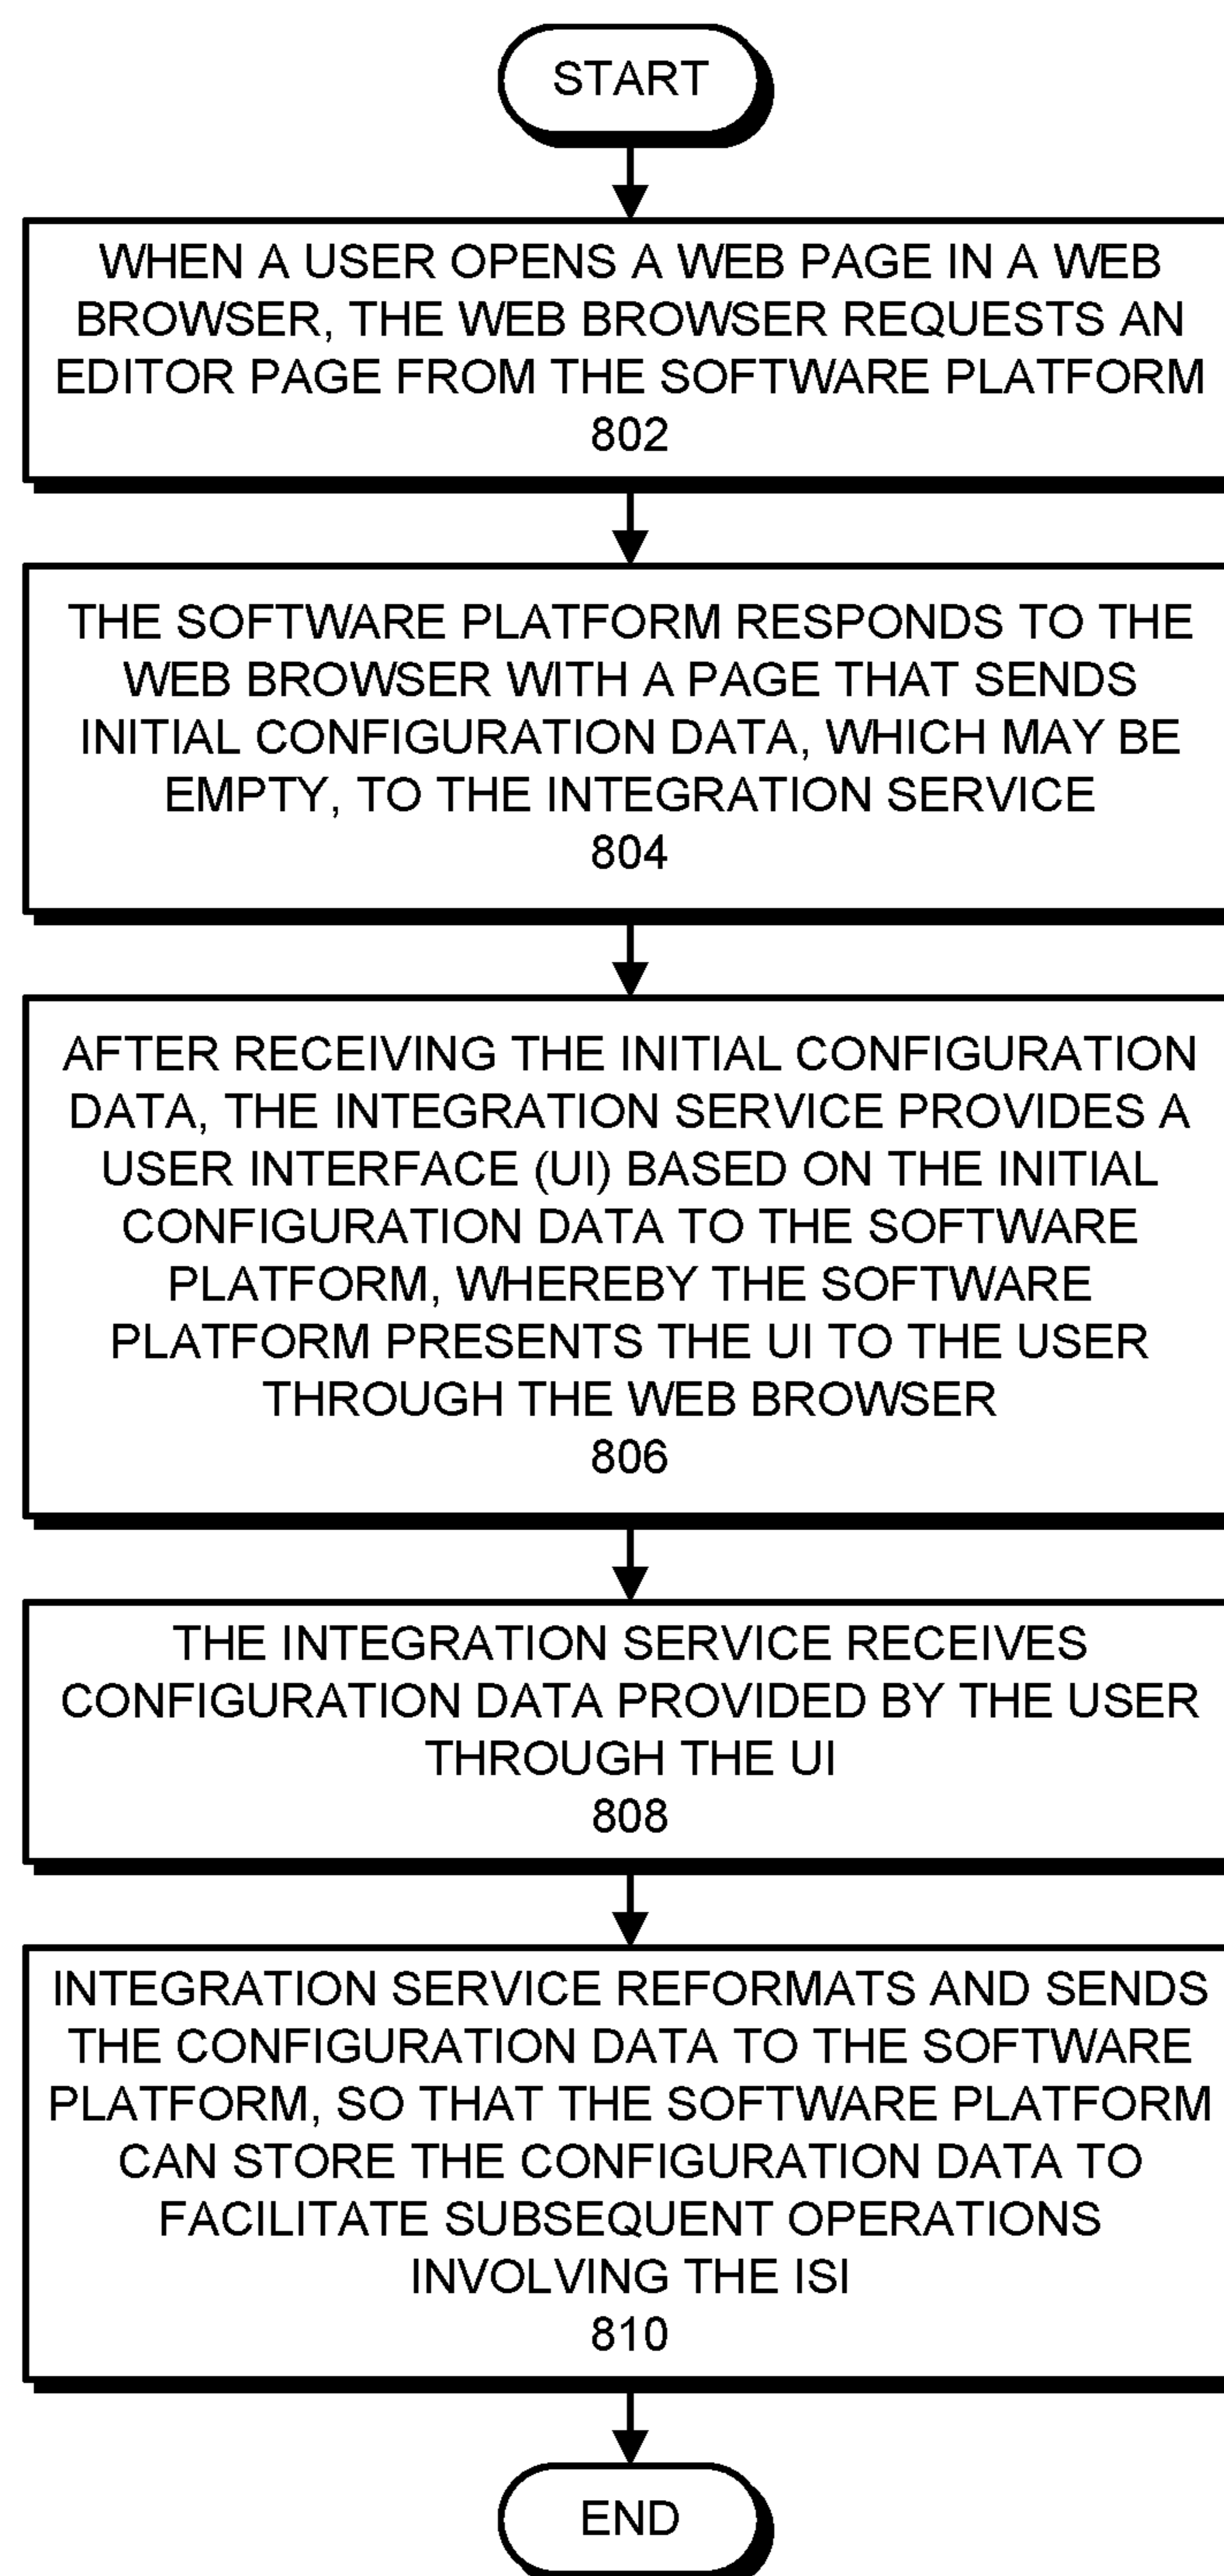 START
WHEN A USER OPENS A WEB PAGE IN A WEB
BROWSER, THE WEB BROWSER REQUESTS AN
EDITOR PAGE FROM THE SOFTWARE PLATFORM
802
THE SOFTWARE PLATFORM RESPONDS TO THE
WEB BROWSER WITH A PAGE THAT SENDS
INITIAL CONFIGURATION DATA, WHICH MAY BE
EMPTY, TO THE INTEGRATION SERVICE
804
AFTER RECEIVING THE INITIAL CONFIGURATION
DATA, THE INTEGRATION SERVICE PROVIDES A
USER INTERFACE (UI) BASED ON THE INITIAL
CONFIGURATION DATA TO THE SOFTWARE
PLATFORM, WHEREBY THE SOFTWARE
PLATFORM PRESENTS THE UI TO THE USER
THROUGH THE WEB BROWSER
806
THE INTEGRATION SERVICE RECEIVES
CONFIGURATION DATA PROVIDED BY THE USER
THROUGH THE UI
808
INTEGRATION SERVICE REFORMATS AND SENDS
THE CONFIGURATION DATA TO THE SOFTWARE
PLATFORM, SO THAT THE SOFTWARE PLATFORM
CAN STORE THE CONFIGURATION DATA TO
FACILITATE SUBSEQUENT OPERATIONS
INVOLVING THE ISI
810
END